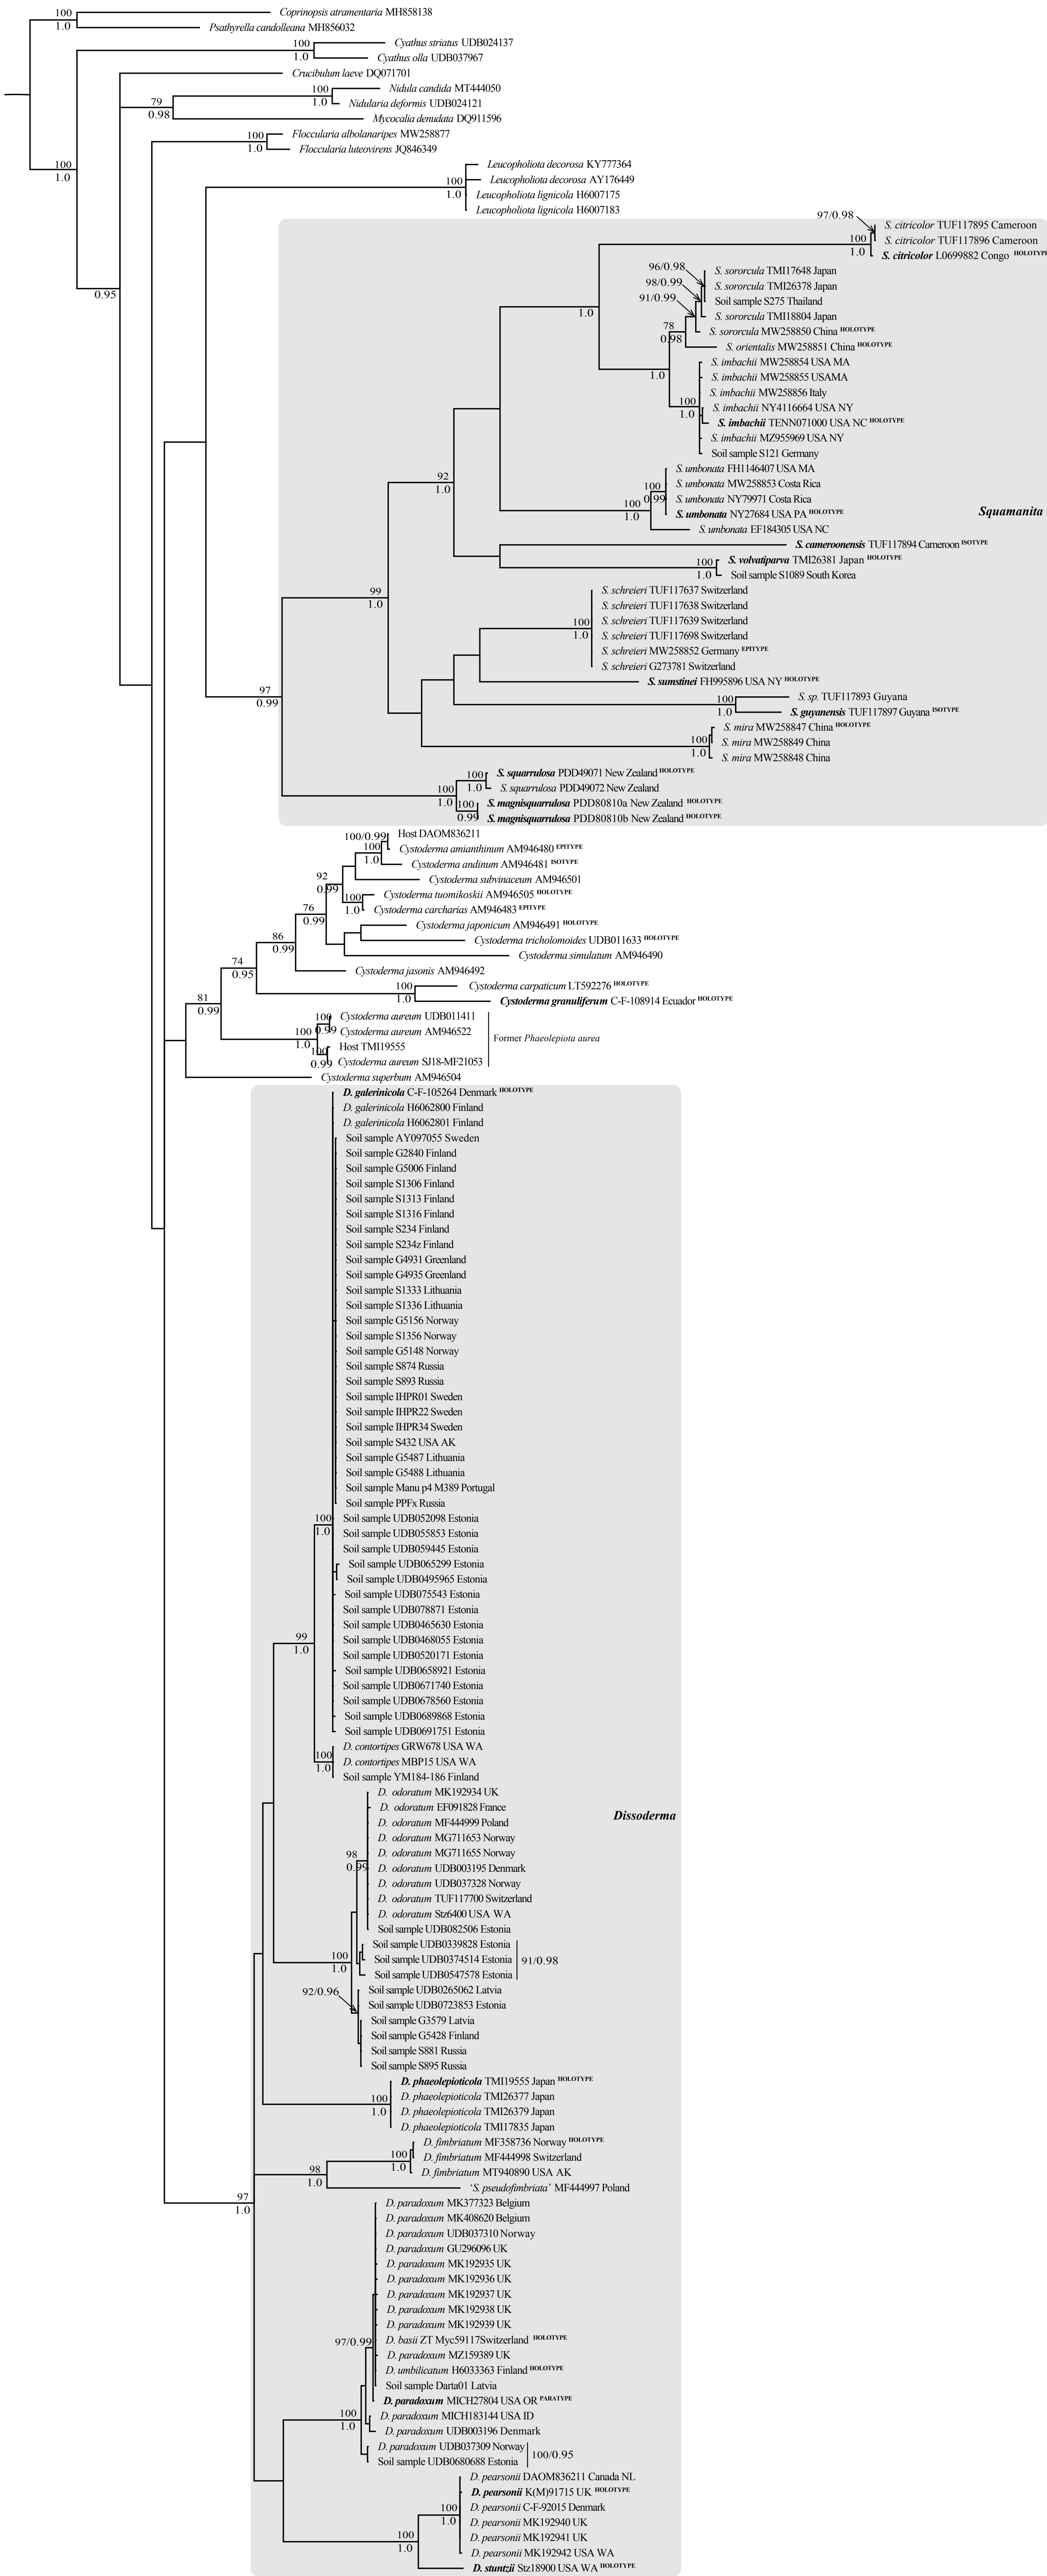 Coprinopsis atramentaria MH858138
100
1.0
Psathyrella candolleana MH856032
Cyathus striatus UDB024137
100
1.0
Cyathus olla UDB037967
Crucibulum laeve DQ071701
Nidula candida MT444050
100
1.0
79
0.98
Nidularia deformis UDB024121
Mycocalia denudata DQ911596
Floccularia albolanaripes MW258877
100
1.0
Floccularia luteovirens JQ846349
100
1.0
0.95
Leucopholiota decorosa KY777364
Leucopholiota decorosa AY176449
100
1.0
Leucopholiota lignicola H6007175
Leucopholiota lignicola H6007183
97/0.98
S. citricolor TUF117895 Cameroon
100
1.0
S. citricolor TUF117896 Cameroon
S. citricolor L0699882 Congo HOLOTYPE
96/0.98
S. sororcula TMI17648 Japan
98/0.99
S. sororcula TMI26378 Japan
91/0.99
Soil sample S275 Thailand
1.0
S. sororcula TMI18804 Japan
78
0.98
S. sororcula MW258850 China HOLOTYPE
S. orientalis MW258851 China HOLOTYPE
1.0
S. imbachii MW258854 USA MA
S. imbachii MW258855 USAMA
S. imbachii MW258856 Italy
100
1.0
S. imbachii NY4116664 USA NY
S. imbachii TENN071000 USA NC HOLOTYPE
S. imbachii MZ955969 USA NY
Soil sample S121 Germany
92
1.0
S. umbonata FH1146407 USA MA
100
0.99
S. umbonata MW258853 Costa Rica
S. umbonata NY79971 Costa Rica
100
1.0
S. umbonata NY27684 USA PA HOLOTYPE
Squamanita
S. umbonata EF184305 USA NC
S. cameroonensis TUF117894 Cameroon ISOTYPE
S. volvatiparva TMI26381 Japan HOLOTYPE
100
1.0
Soil sample S1089 South Korea
99
1.0
S. schreieri TUF117637 Switzerland
S. schreieri TUF117638 Switzerland
S. schreieri TUF117639 Switzerland
100
1.0
S. schreieri TUF117698 Switzerland
S. schreieri MW258852 Germany EPITYPE
S. schreieri G273781 Switzerland
S. sumstinei FH995896 USA NY HOLOTYPE
97
0.99
S. sp. TUF117893 Guyana
100
1.0
S. guyanensis TUF117897 Guyana ISOTYPE
S. mira MW258847 China HOLOTYPE
100
1.0
S. mira MW258849 China
S. mira MW258848 China
S. squarrulosa PDD49071 New Zealand HOLOTYPE
100
1.0
S. squarrulosa PDD49072 New Zealand
100
1.0
S. magnisquarrulosa PDD80810a New Zealand HOLOTYPE
100
0.99
S. magnisquarrulosa PDD80810b New Zealand HOLOTYPE
100/0.99
Host DAOM836211
100
1.0
Cystoderma amianthinum AM946480 EPITYPE
Cystoderma andinum AM946481 ISOTYPE
92
0.99
Cystoderma subvinaceum AM946501
Cystoderma tuomikoskii AM946505 HOLOTYPE
100
1.0
Cystoderma carcharias AM946483 EPITYPE
76
0.99
Cystoderma japonicum AM946491 HOLOTYPE
Cystoderma tricholomoides UDB011633 HOLOTYPE
86
0.99
Cystoderma simulatum AM946490
74
0.95
Cystoderma jasonis AM946492
Cystoderma carpaticum LT592276 HOLOTYPE
100
1.0
Cystoderma granuliferum C-F-108914 Ecuador HOLOTYPE
81
0.99
Cystoderma aureum UDB011411
100
0.99
Cystoderma aureum AM946522
Former Phaeolepiota aurea
100
1.0
Host TMI19555
100
0.99
Cystoderma aureum SJ18-MF21053
Cystoderma superbum AM946504
D. galerinicola C-F-105264 Denmark HOLOTYPE
D. galerinicola H6062800 Finland
D. galerinicola H6062801 Finland
Soil sample AY097055 Sweden
Soil sample G2840 Finland
Soil sample G5006 Finland
Soil sample S1306 Finland
Soil sample S1313 Finland
Soil sample S1316 Finland
Soil sample S234 Finland
Soil sample S234z Finland
Soil sample G4931 Greenland
Soil sample G4935 Greenland
Soil sample S1333 Lithuania
Soil sample S1336 Lithuania
Soil sample G5156 Norway
Soil sample S1356 Norway
Soil sample G5148 Norway
Soil sample S874 Russia
Soil sample S893 Russia
Soil sample IHPR01 Sweden
Soil sample IHPR22 Sweden
Soil sample IHPR34 Sweden
Soil sample S432 USA AK
Soil sample G5487 Lithuania
Soil sample G5488 Lithuania
Soil sample Manu p4 M389 Portugal
Soil sample PPFx Russia
100
1.0
Soil sample UDB052098 Estonia
Soil sample UDB055853 Estonia
Soil sample UDB059445 Estonia
Soil sample UDB065299 Estonia
Soil sample UDB0495965 Estonia
Soil sample UDB075543 Estonia
Soil sample UDB078871 Estonia
Soil sample UDB0465630 Estonia
99
1.0
Soil sample UDB0468055 Estonia
Soil sample UDB0520171 Estonia
Soil sample UDB0658921 Estonia
Soil sample UDB0671740 Estonia
Soil sample UDB0678560 Estonia
Soil sample UDB0689868 Estonia
Soil sample UDB0691751 Estonia
D. contortipes GRW678 USA WA
100
1.0
D. contortipes MBP15 USA WA
Soil sample YM184-186 Finland
D. odoratum MK192934 UK
D. odoratum EF091828 France
Dissoderma
D. odoratum MF444999 Poland
D. odoratum MG711653 Norway
98
0.99
D. odoratum MG711655 Norway
D. odoratum UDB003195 Denmark
D. odoratum UDB037328 Norway
D. odoratum TUF117700 Switzerland
D. odoratum Stz6400 USA WA
Soil sample UDB082506 Estonia
100
1.0
Soil sample UDB0339828 Estonia
Soil sample UDB0374514 Estonia
91/0.98
Soil sample UDB0547578 Estonia
92/0.96
Soil sample UDB0265062 Latvia
Soil sample UDB0723853 Estonia
Soil sample G3579 Latvia
Soil sample G5428 Finland
Soil sample S881 Russia
Soil sample S895 Russia
D. phaeolepioticola TMI19555 Japan HOLOTYPE
100
1.0
D. phaeolepioticola TMI26377 Japan
D. phaeolepioticola TMI26379 Japan
D. phaeolepioticola TMI17835 Japan
D. fimbriatum MF358736 Norway HOLOTYPE
100
1.0
D. fimbriatum MF444998 Switzerland
98
1.0
D. fimbriatum MT940890 USA AK
‘S. pseudofimbriata’ MF444997 Poland
97
1.0
D. paradoxum MK377323 Belgium
D. paradoxum MK408620 Belgium
D. paradoxum UDB037310 Norway
D. paradoxum GU296096 UK
D. paradoxum MK192935 UK
D. paradoxum MK192936 UK
D. paradoxum MK192937 UK
D. paradoxum MK192938 UK
D. paradoxum MK192939 UK
97/0.99
D. basii ZT Myc59117Switzerland HOLOTYPE
D. paradoxum MZ159389 UK
D. umbilicatum H6033363 Finland HOLOTYPE
Soil sample Darta01 Latvia
D. paradoxum MICH27804 USA OR PARATYPE
100
1.0
D. paradoxum MICH183144 USA ID
D. paradoxum UDB003196 Denmark
D. paradoxum UDB037309 Norway
100/0.95
Soil sample UDB0680688 Estonia
D. pearsonii DAOM836211 Canada NL
D. pearsonii K(M)91715 UK HOLOTYPE
100
1.0
D. pearsonii C-F-92015 Denmark
D. pearsonii MK192940 UK
100
1.0
D. pearsonii MK192941 UK
D. pearsonii MK192942 USA WA
D. stuntzii Stz18900 USA WA HOLOTYPE